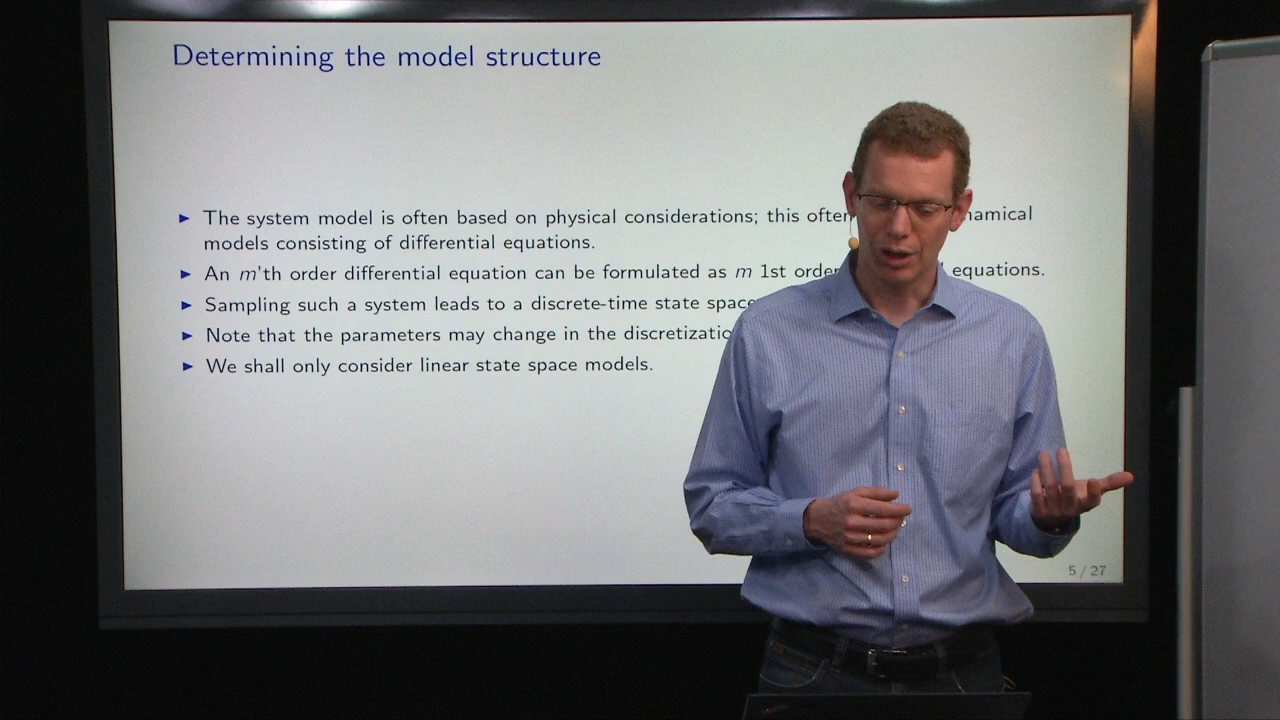 Determining the model structure
► The system model is often based on physical considerations; this often namical
models consisting of differential equations.
► An m'th order differential equation can be formulated as m 1st order equations.
► Sampling such a system leads to a discrete-time state space
► Note that the parameters may change in the
► We shall only consider linear state space models.
5 / 27